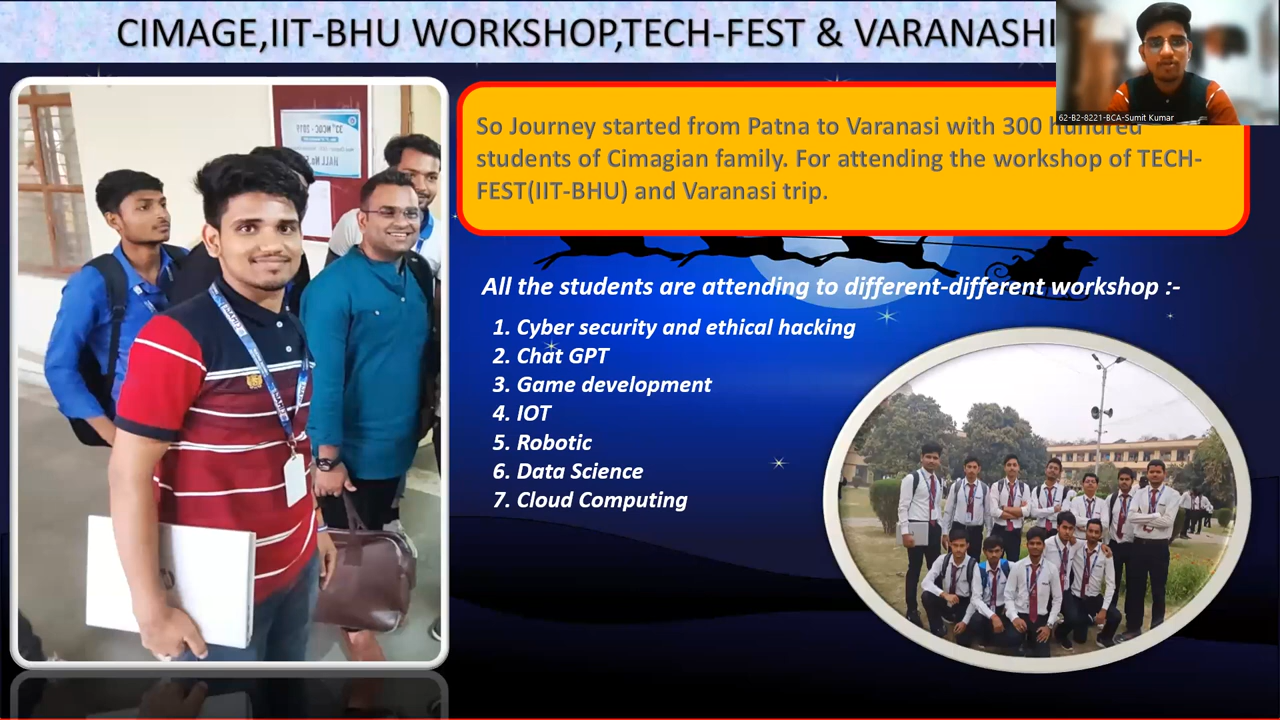 CIMAGE,IIT-BHU WORKSHOP,TECH-FEST & VARANASHI
62-B2-8221-BCA-Sumit Kumar
So Journey started from Patna to Varanasi with 300 hundred
students of Cimagian family. For attending the workshop of TECH-
FEST(IIT-BHU) and Varanasi trip.
All the students are attending to different-different workshop :-
1. Cyber security and ethical hacking
2. Chat GPT
3. Game development
4. IOT
5. Robotic
6. Data Science
7. Cloud Computing